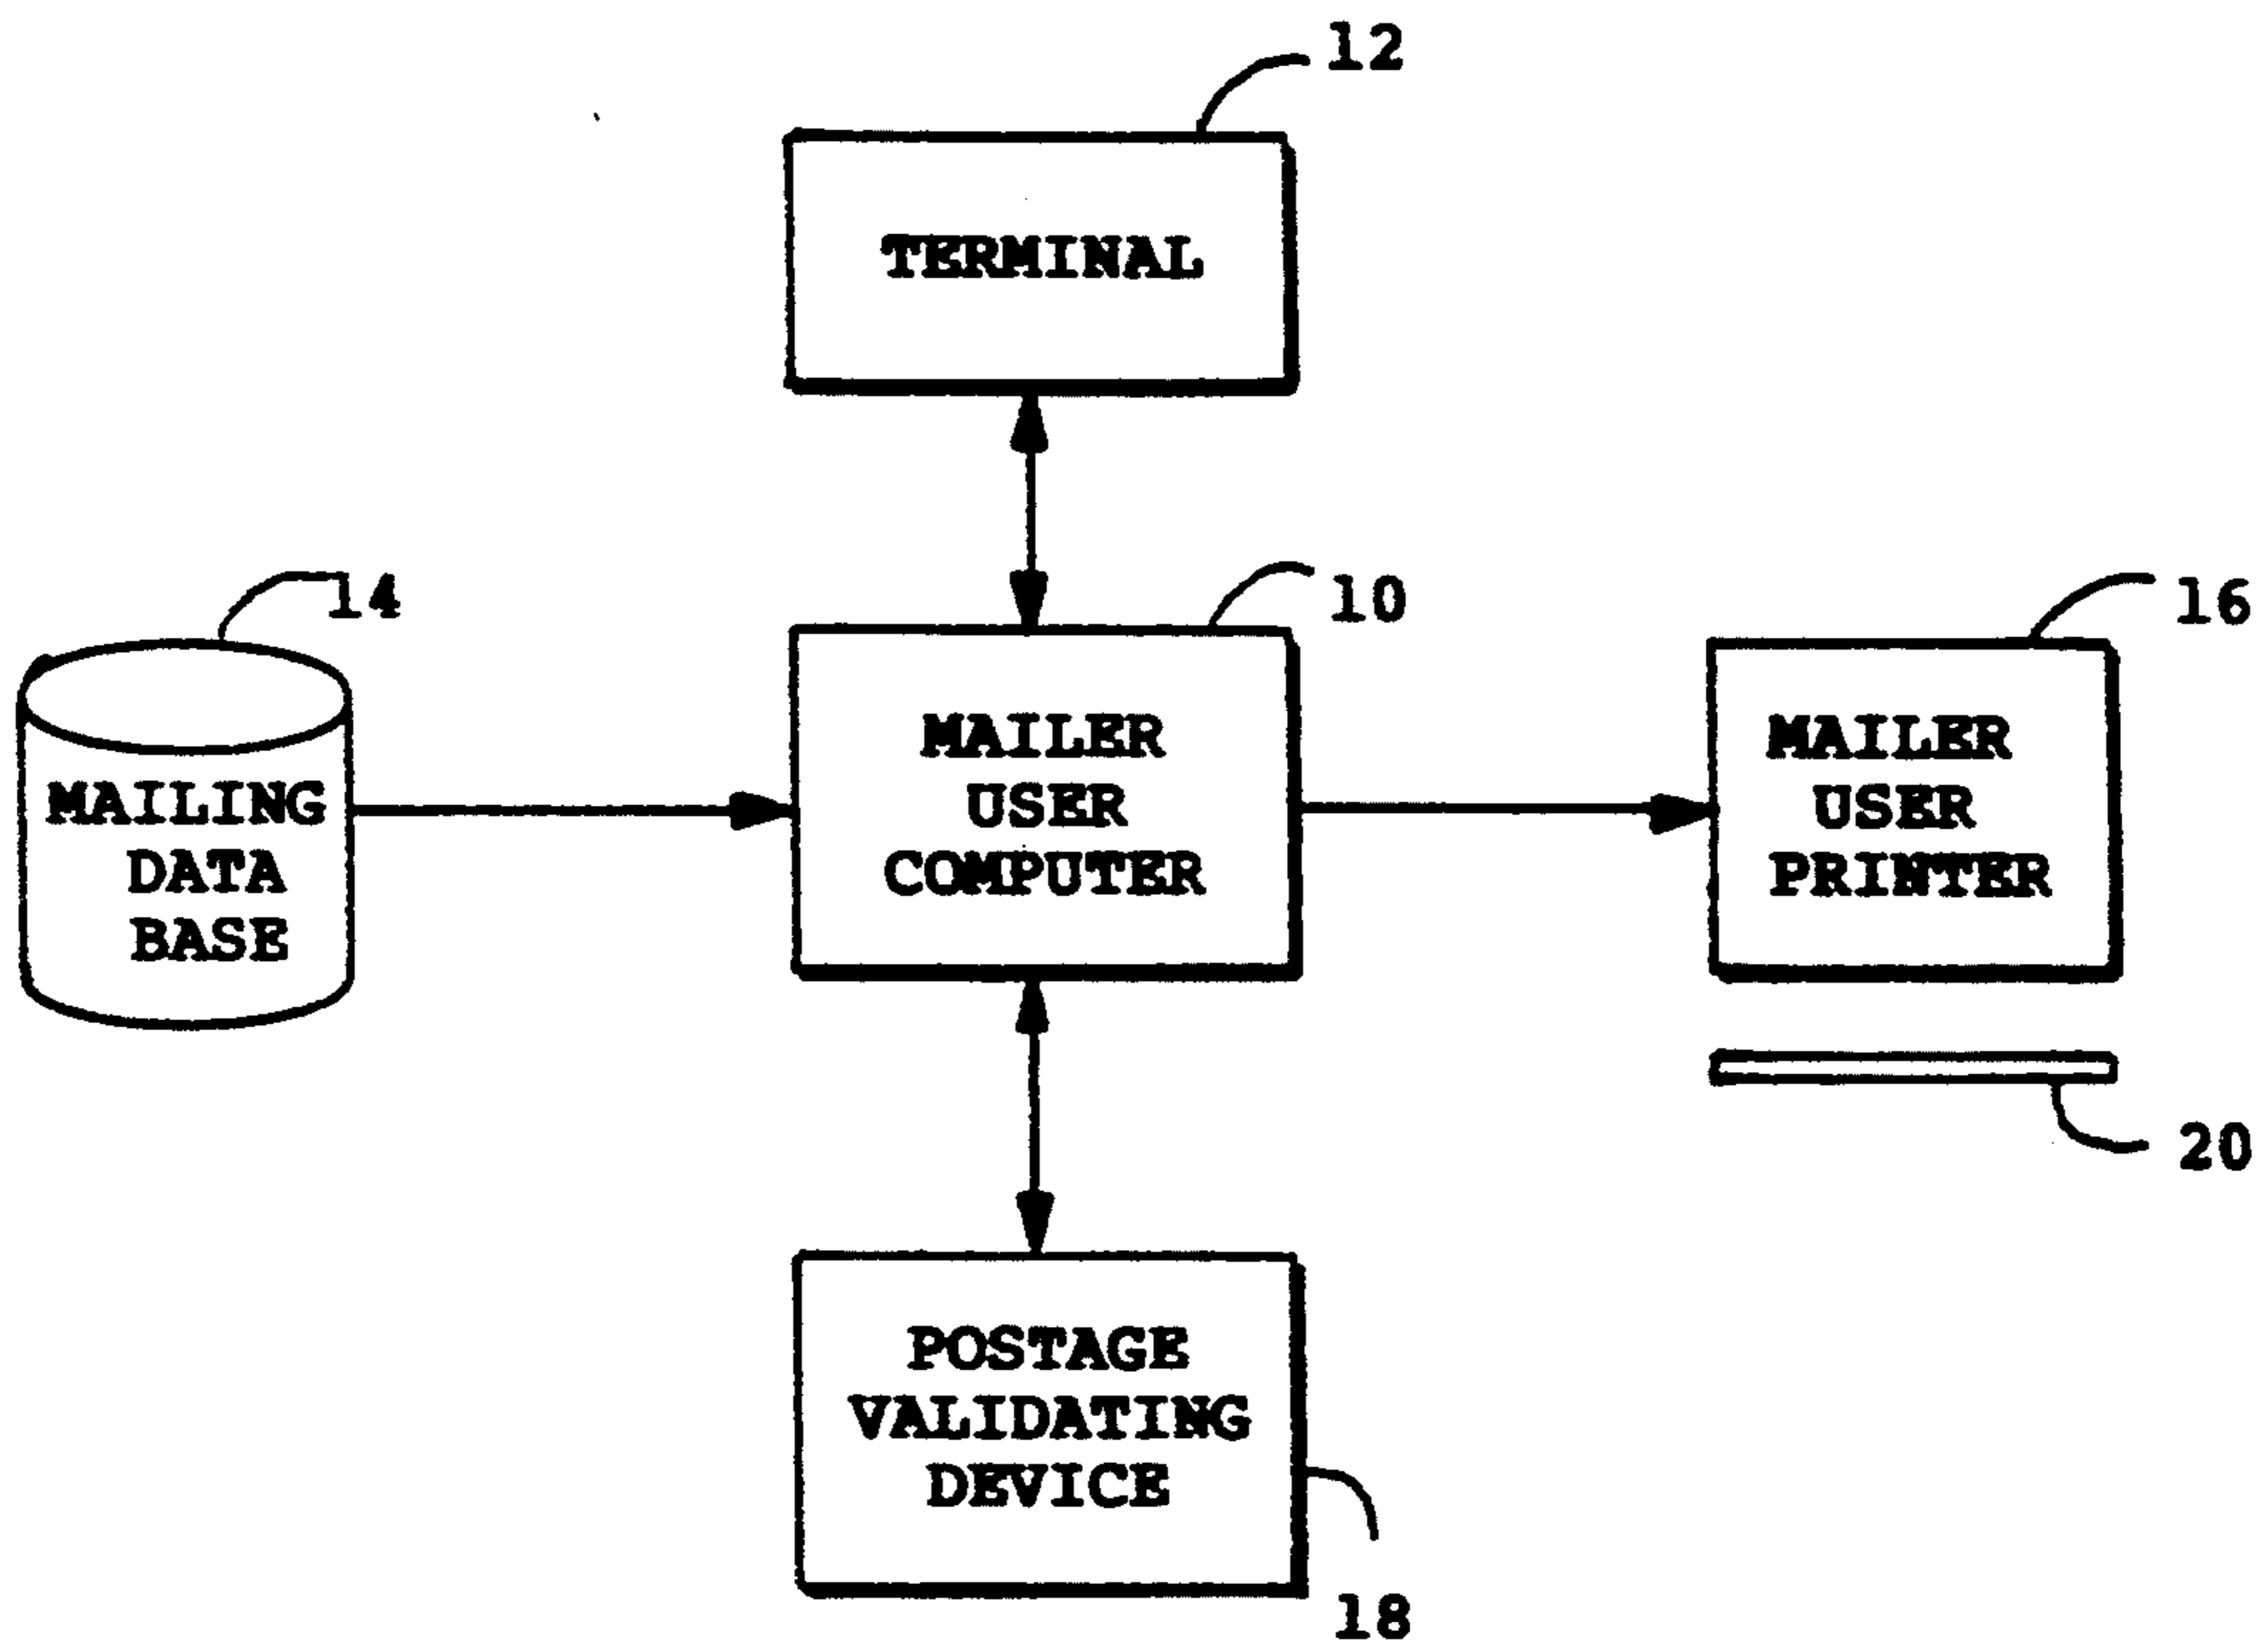 12
TERMINAL
14
10
16
MAILING
DATA
BASE
MAILER
USER
COMPUTER
MAILER
USER
PRINTER
20
POSTAGE
VALIDATING
DEVICE
18